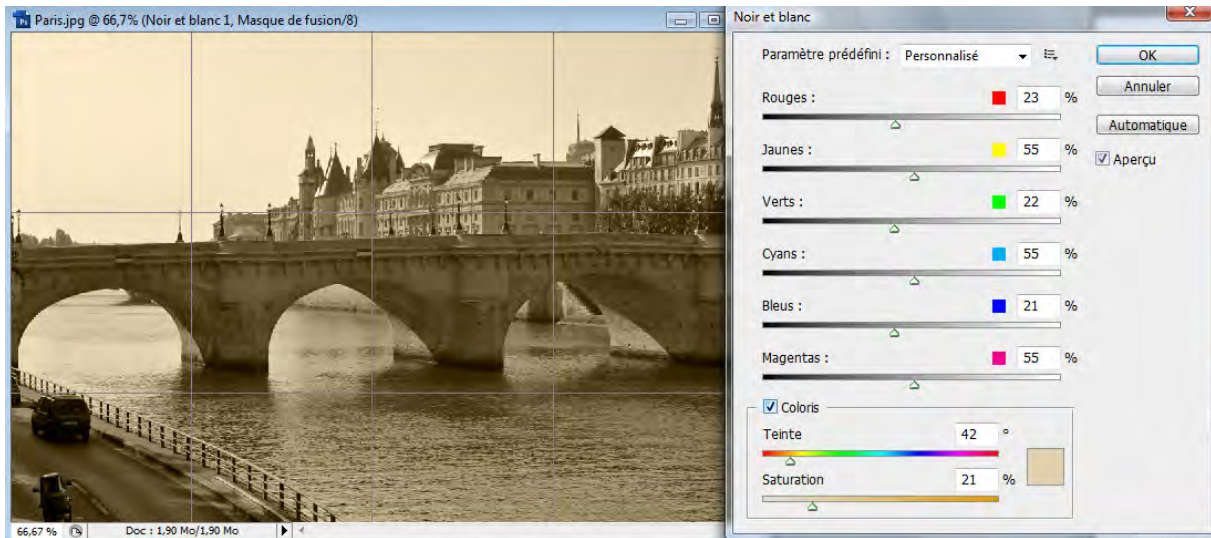 Paris.jpg @ 66,7% (Noir et blanc 1, Masque de fusion/8)
66,67 %
Doc : 1,90 Mo/1,90 Mo
Noir et blanc
Paramètre prédéfini : Personnalisé
OK
Annuler
Automatique
Aperçu
Rouges : 23 %
Jaunes : 55 %
Verts : 22 %
Cyans : 55 %
Bleus : 21 %
Magentas : 55 %
Coloris
Teinte 42 °
Saturation 21 %